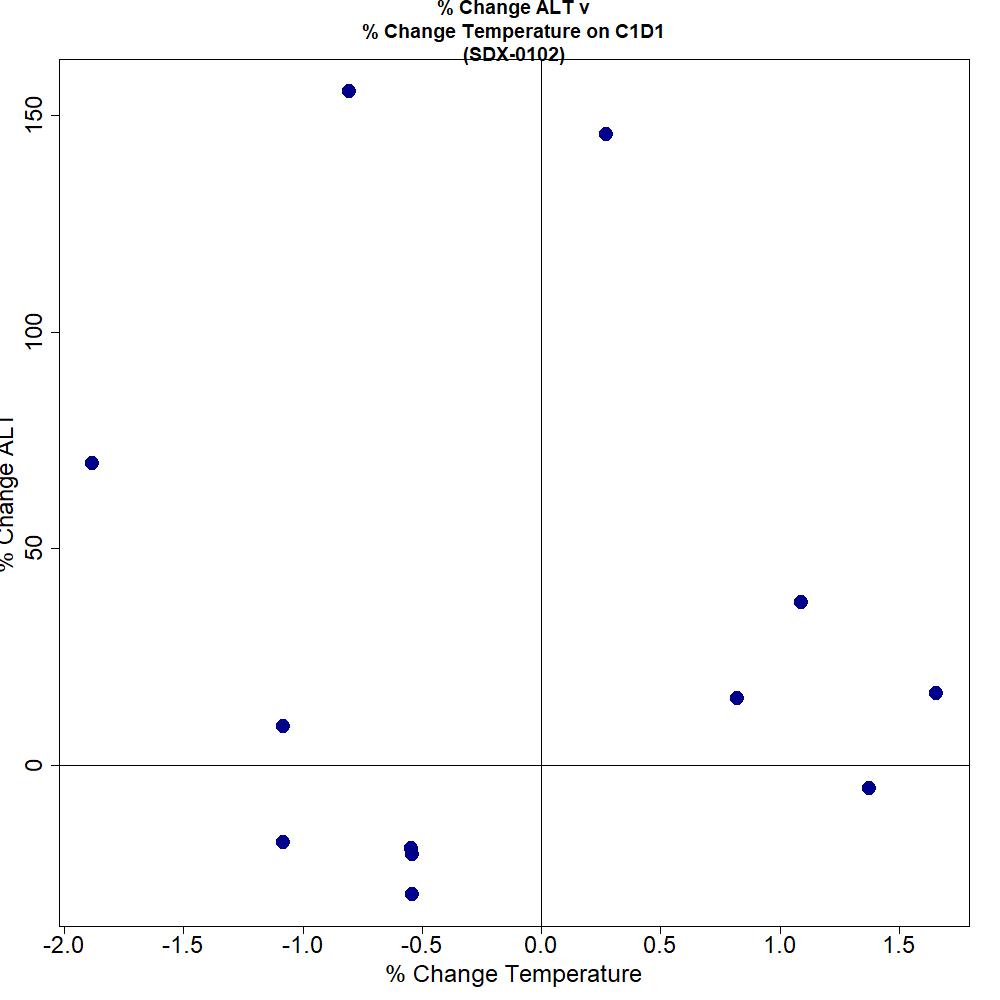 % Change ALT v
% Change Temperature on C1D1
(SDX-0102)
150
100
50
0
% Change ALT
-2.0 -1.5 -1.0 -0.5 0.0 0.5 1.0 1.5
% Change Temperature